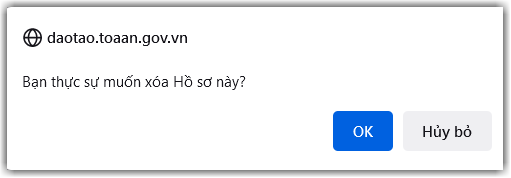 daotao.toaan.gov.vn
Bạn thực sự muốn xóa Hồ sơ này?
OK
Hủy bỏ